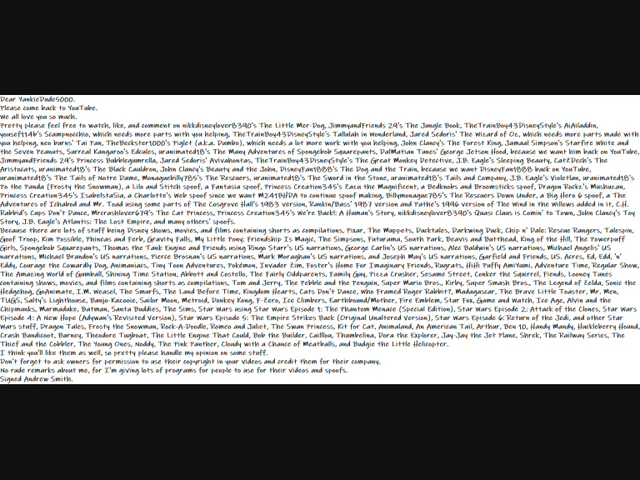 Dear YankieDude5000.
Please come back to YouTube.
We all love you so much.
Pretty please feel free to watch, like, and comment on nikkdisneylover8390's The Little Mer-Dog, JimmyandFriends 29's The Jungle Book, TheTrainBoy43DisneyStyle's AiAiladdin,
yousef114b's Scampnocchio, which needs more parts with you helping, TheTrainBoy43DisneyStyle's Tallulah in Wonderland, Jared Sedoris' The Wizard of Oz, which needs more parts made with
you helping, neo burns' Tai Pan, TheBeckster1000's Piglet (a.k.a. Dumbo), which needs a lot more work with you helping, John Clancy's The Forest King, Jamaal Simpson's Starfire White and
the Seven Peanuts, Surreal Kangaroo's Edcules, uranimated18's The Many Adventures of Spongebob Squarepants, DalMatian Tunes' George Jetson Hood, because we want him back on YouTube,
JimmyandFriends 29's Princess Bubblegumrella, Jared Sedoris' Avivahontas, TheTrainBoy43DisneyStyle's The Great Monkey Detective, J.B. Eagle's Sleeping Beauty, CatzDech's The
Aristocats, uranimated18's The Black Cauldron, John Clancy's Beauty and the John, DisneyFan1888's The Dog and the Train, because we want DisneyFan1888 back on YouTube,
uranimated18's The Tails of Notre Dame, Monaguebilly785's The Rescuers, uranimated18's The Sword in the Stone, uranimated18's Tails and Company, J.B. Eagle's Violetlan, uranimated18's
Po the Panda (Frosty the Snowman), a Lilo and Stitch spoof, a Fantasia spoof, Princess Creation345's Kuzco the Magnificent, a Bedknobs and Broomsticks spoof, Dragon Rockz's Mushucan,
Princess Creation345's IsabelatsSia, a Charlotte's Web spoof since we want M241BFDA to continue spoof making, Billymonaguer785's The Rescuers Down Under, a Big Hero 6 spoof, a The
Adventures of Ichabod and Mr. Toad using some parts of The Cosgrove Hall's 1983 version, Rankin/Bass' 1987 version and Pathe's 1996 version of The Wind in the Willows added in it, C.H.
Rabbid's Cups Don't Dance, Mrcrashlover679's The Cat Princess, Princess Creation345's We're Back!: A Human's Story, nikkdisneylover8390's Quasi Claus is Comin' to Town, John Clancy's Toy
Story, J.B. Eagle's Atlantis: The Lost Empire, and many others' spoofs.
Because there are lots of stuff being Disney shows, movies, and films containing shorts as compilations, Pixar, The Muppets, Ducktales, Darkwing Duck, Chip n' Dale: Rescue Rangers, Talespin,
Goof Troop, Kim Possible, Phineas and Ferb, Gravity Falls, My Little Pony: Friendship Is Magic, The Simpsons, Futurama, South Park, Beavis and Butthead, King of the Hill, The Powerpuff
Girls, Spongebob Squarepants, Thomas the Tank Engine and Friends using Ringo Starr's US narrations, George Carlin's US narrations, Alec Baldwin's US narrations, Michael Angelis' US
narrations, Michael Brandon's US narrations, Pierce Brosnan's US narrations, Mark Moraghan's US narrations, and Joseph May's US narrations, Garfield and Friends, US. Acres, Ed, Edd, 'n'
Eddy, Courage the Cowardly Dog, Animaniacs, Tiny Toon Adventures, Pokémon, Invader Zim, Foster's Home For Imaginary Friends, Adventure Time, Regular Show,
The Amazing World of Gumball, Shining Time Station, Abbott and Costello, The Fairly Oddparents, Family Guy, Pizza Crusher, Sesame Street, Conker the Squirrel, Fiends, Looney Tunes
containing shows, movies, and films containing shorts as compilations, Tom and Jerry, The Pebble and the Penguin, Super Mario Bros., Kirby, Super Smash Bros., The Legend of Zelda, Sonic the
Hedgehog, GoAnimate, I.M. Weasel, The Smurfs, The Land Before Time, Kingdom Hearts, Cats Don't Dance, Who Framed Roger Rabbit?, Madagascar, The Brave Little Toaster, Mr. Men,
TUGS, Salty's Lighthouse, Banjo-Kazooie, Sailor Moon, Metroid, Donkey Kong, F-Zero, Ice Climbers, Earthbound/Mother, Fire Emblem, Star Fox, Game and Watch, Ice Age, Alvin and the
Chipmunks, Marmaduke, Batman, Santa Buddies, The Sims, Star Wars using Star Wars Episode 1: The Phantom Menace (Special Edition), Star Wars Episode 2: Attack of the Clones, Star Wars
Episode 4: A New Hope (Adywan's Revisited Version), Star Wars Episode 5: The Empire Strikes Back (Original Unaltered Version), Star Wars Episode 6: Return of the Jedi, and other Star
Wars stuff, Dragon Tales, Frosty the Snowman, Rock-A-Doodle, Romeo and Juliet, The Swan Princess, Kit for Cat, Animaland, An American Tail, Arthur, Ben 10, Handy Mandy, Huckleberry Hound,
Crash Bandicoot, Barney, Theodore Tugboat, The Little Engine That Could, Bob the Builder, Caillou, Thumbelina, Dora the Explorer, Jay Jay the Jet Plane, Shrek, The Railway Series, The
Thief and the Cobbler, The Young Ones, Noddy, The Pink Panther, Cloudy with a Chance of Meatballs, and Budgie the Little Helicopter.
I think you'll like them as well, so pretty please handle my opinion on some stuff.
Don't forget to ask owners for permission to use their copyright in your videos and credit them for their company.
No rude remarks about me, for I'm giving lots of programs for people to use for their videos and spoofs.
Signed Andrew Smith.